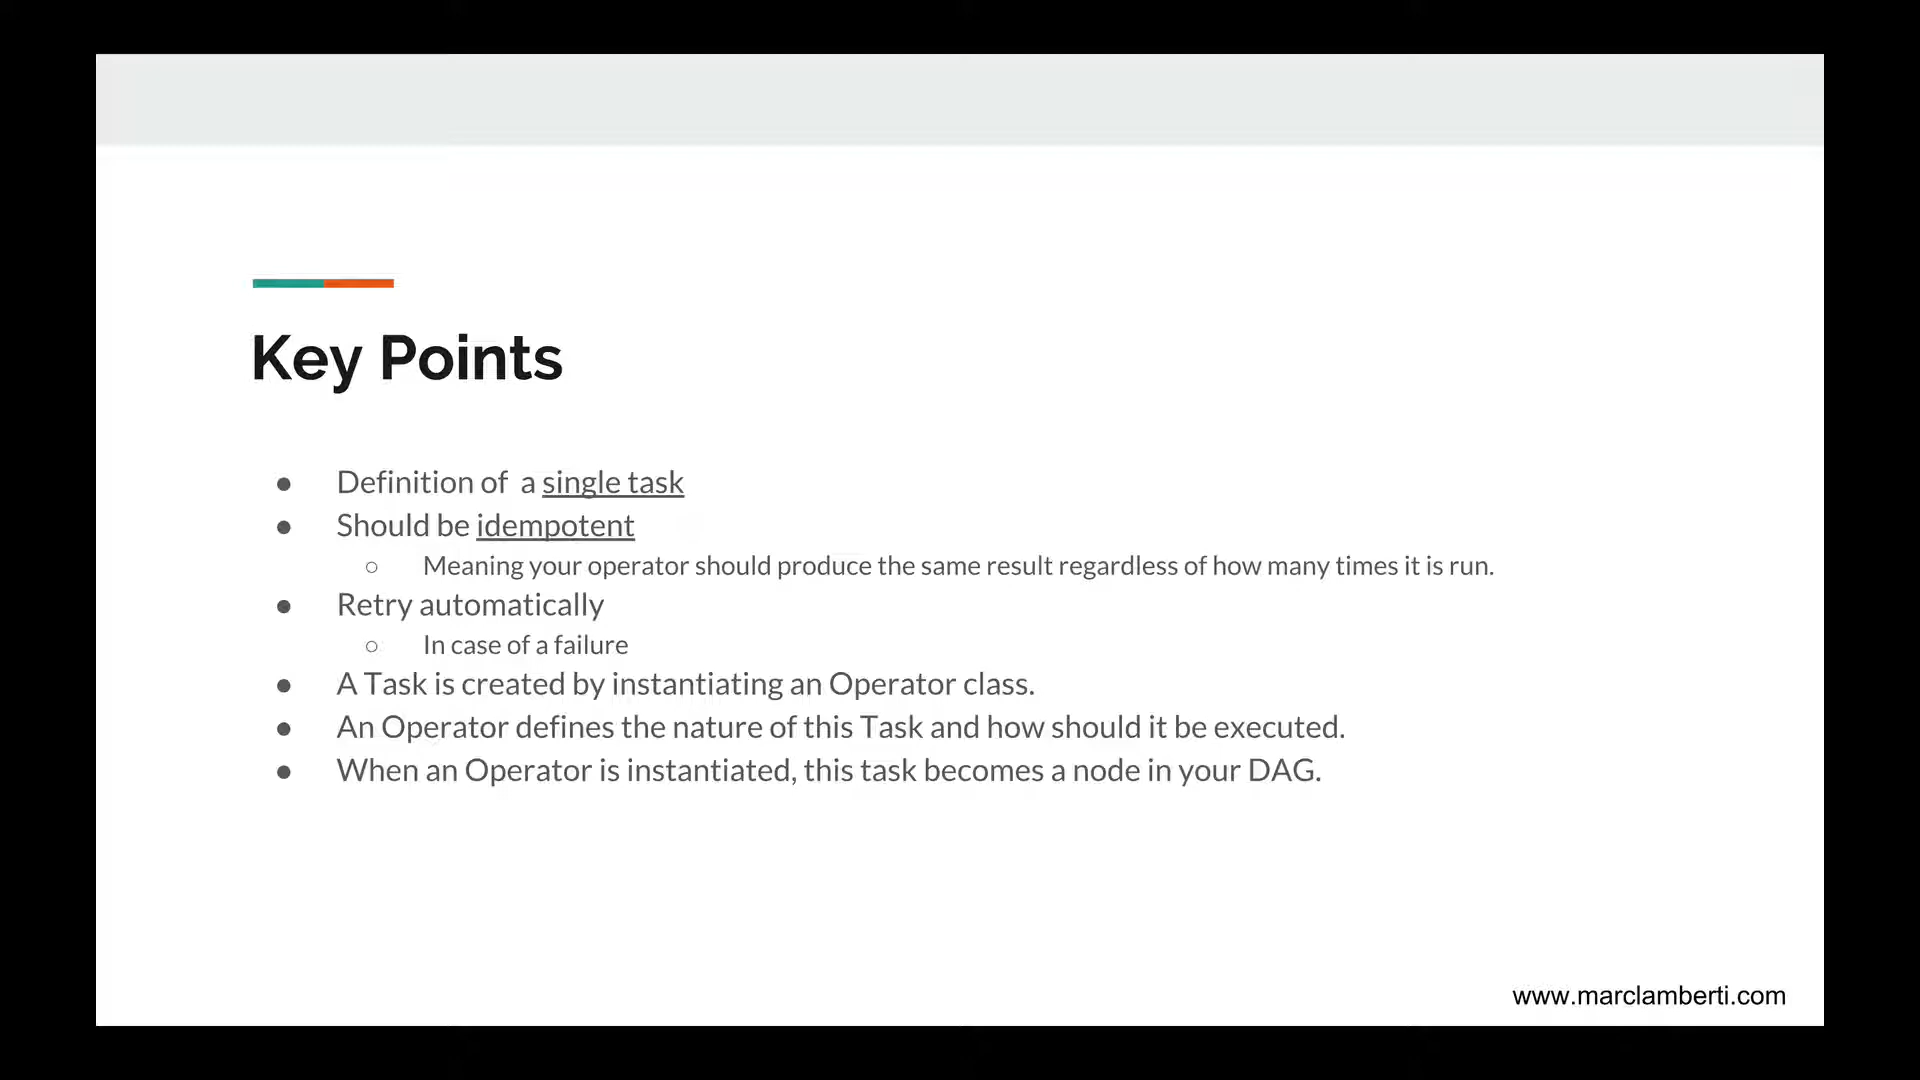 Key Points
● Definition of a single task
● Should be idempotent
○ Meaning your operator should produce the same result regardless of how many times it is run.
● Retry automatically
○ In case of a failure
● A Task is created by instantiating an Operator class.
● An Operator defines the nature of this Task and how should it be executed.
● When an Operator is instantiated, this task becomes a node in your DAG.
www.marclamberti.com